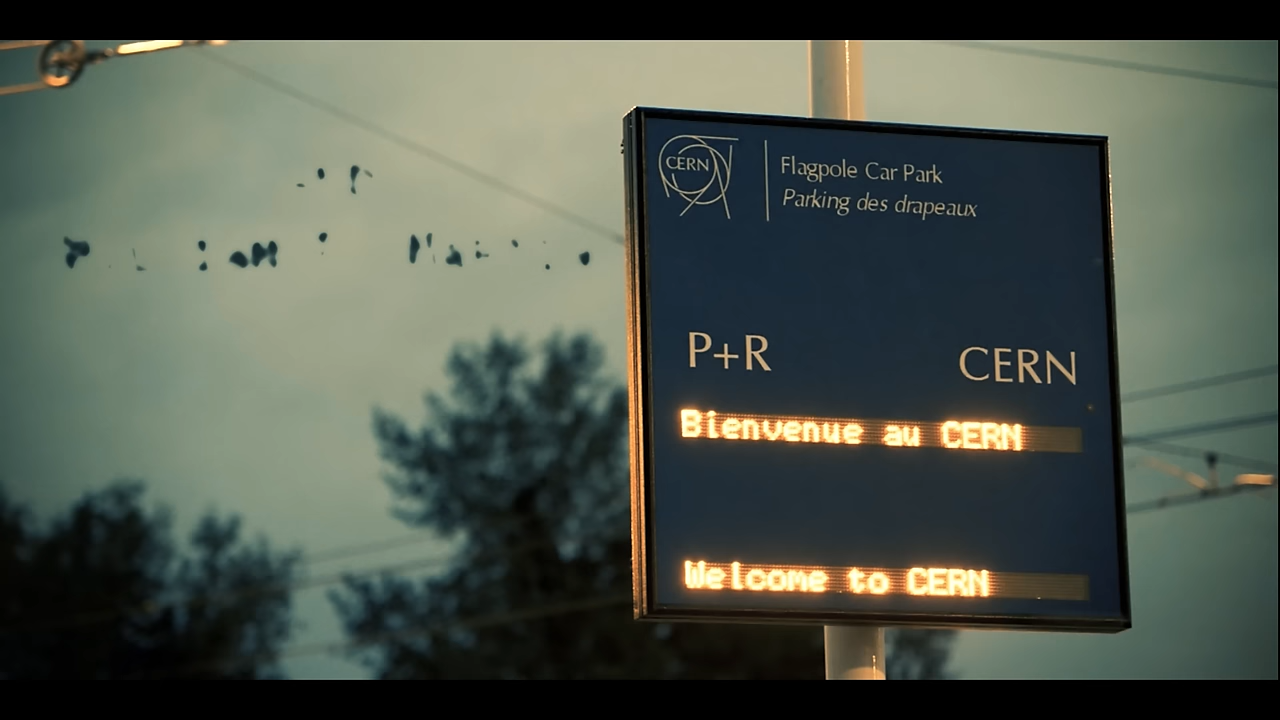 CERN
Flagpole Car Park
Parking des drapeaux
P+R CERN
Bienvenue au CERN
Welcome to CERN